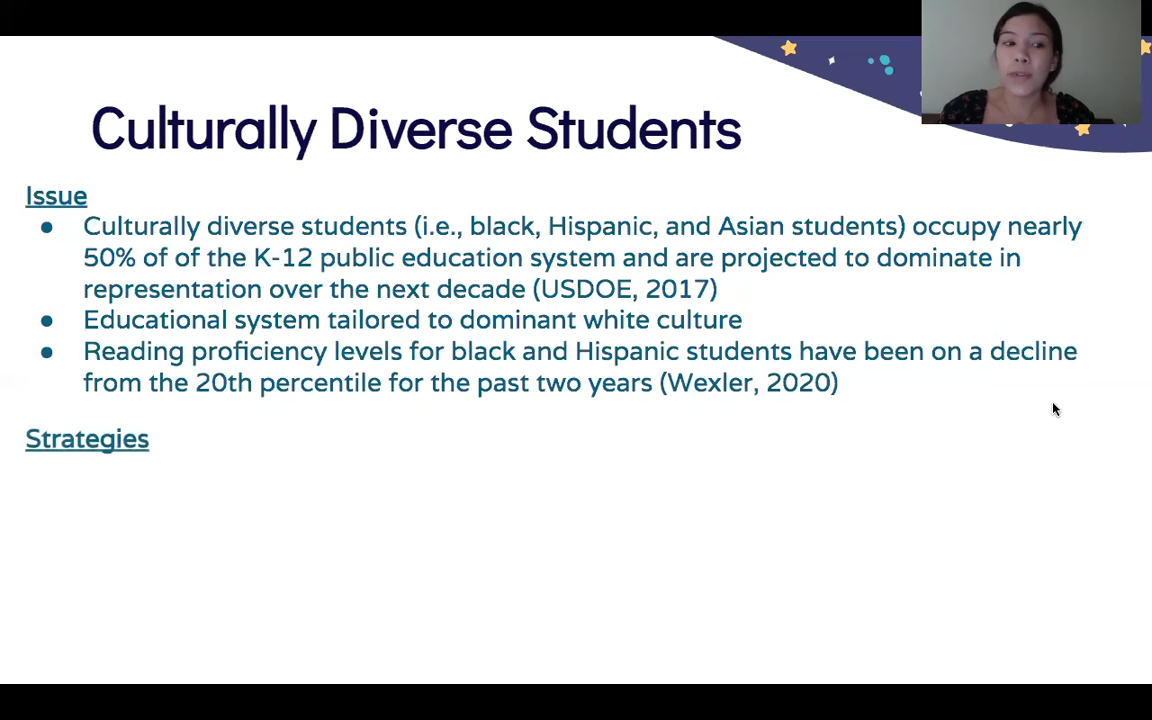 Culturally Diverse Students
Issue
● Culturally diverse students (i.e., black, Hispanic, and Asian students) occupy nearly
50% of of the K-12 public education system and are projected to dominate in
representation over the next decade (USDOE, 2017)
● Educational system tailored to dominant white culture
● Reading proficiency levels for black and Hispanic students have been on a decline
from the 20th percentile for the past two years (Wexler, 2020)
Strategies